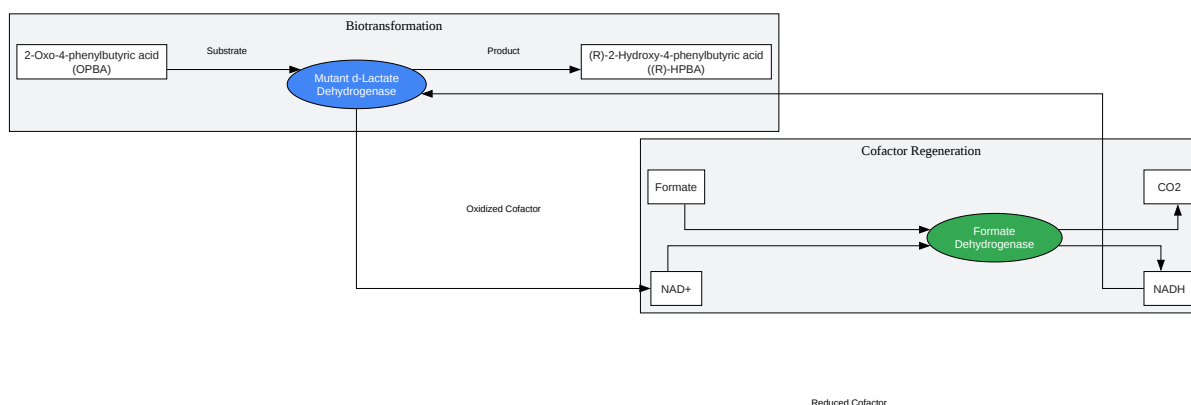 Biotransformation
2-Oxo-4-phenylbutyric acid
(OPBA)
Substrate
Mutant d-Lactate
Dehydrogenase
Product
(R)-2-Hydroxy-4-phenylbutyric acid
((R)-HPBA)
Cofactor Regeneration
Formate
CO2
Oxidized Cofactor
Formate
Dehydrogenase
NAD+
NADH
Reduced Cofactor